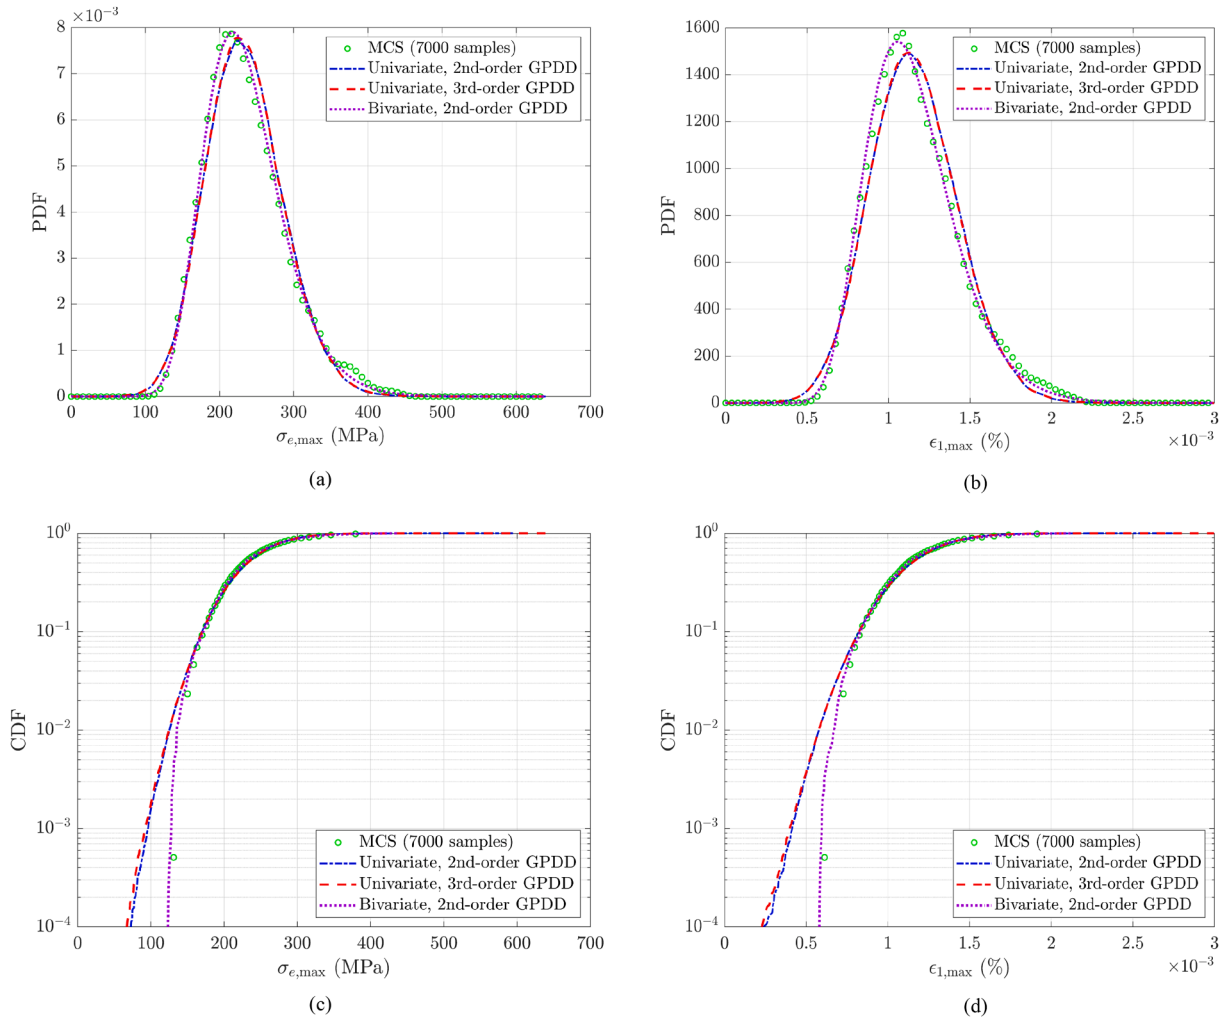 ×10⁻³
8
7
6
5
4
3
2
1
0
PDF
0 100 200 300 400 500 600 700
σe,max (MPa)
MCS (7000 samples)
Univariate, 2nd-order GPDD
Univariate, 3rd-order GPDD
Bivariate, 2nd-order GPDD
(a)
1600
1400
1200
1000
800
600
400
200
0
PDF
0 0.5 1 1.5 2 2.5 3
×10⁻³
ϵ1,max (%)
MCS (7000 samples)
Univariate, 2nd-order GPDD
Univariate, 3rd-order GPDD
Bivariate, 2nd-order GPDD
(b)
10⁰
10⁻¹
10⁻²
10⁻³
10⁻⁴
CDF
0 100 200 300 400 500 600 700
σe,max (MPa)
MCS (7000 samples)
Univariate, 2nd-order GPDD
Univariate, 3rd-order GPDD
Bivariate, 2nd-order GPDD
(c)
10⁰
10⁻¹
10⁻²
10⁻³
10⁻⁴
CDF
0 0.5 1 1.5 2 2.5 3
×10⁻³
ϵ1,max (%)
MCS (7000 samples)
Univariate, 2nd-order GPDD
Univariate, 3rd-order GPDD
Bivariate, 2nd-order GPDD
(d)